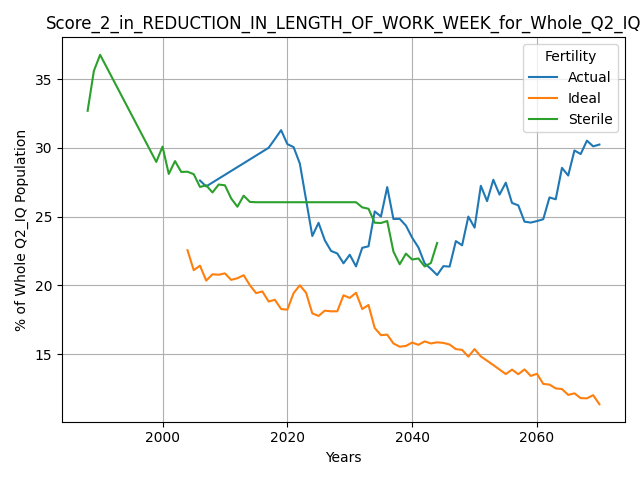 Score_2_in_REDUCTION_IN_LENGTH_OF_WORK_WEEK_for_Whole_Q2_IQ
Fertility
Actual
Ideal
Sterile
35
30
25
20
15
% of Whole Q2_IQ Population
2000
2020
2040
2060
Years